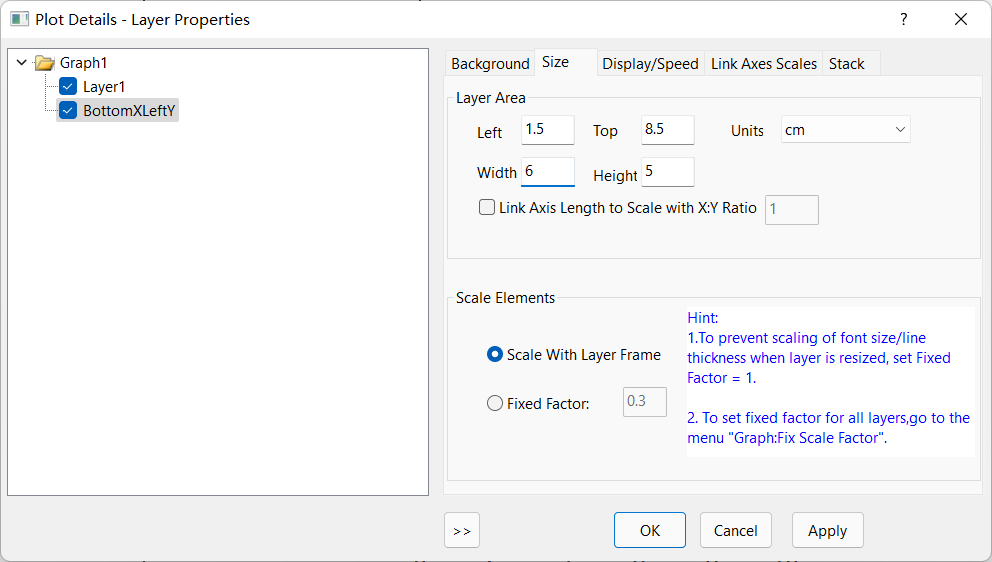 Plot Details - Layer Properties
?
Graph1
Layer1
BottomXLeftY
Background Size Display/Speed Link Axes Scales Stack
Layer Area
Left 1.5 Top 8.5 Units cm
Width 6 Height 5
Link Axis Length to Scale with X:Y Ratio 1
Scale Elements
Scale With Layer Frame
Fixed Factor: 0.3
Hint:
1.To prevent scaling of font size/line
thickness when layer is resized, set Fixed
Factor = 1.
2. To set fixed factor for all layers,go to the
menu "Graph:Fix Scale Factor".
>> OK Cancel Apply